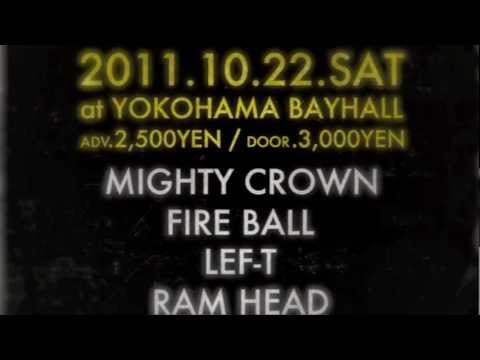 2011.10.22.SAT
at YOKOHAMA BAYHALL
ADV.2,500YEN / DOOR.3,000YEN
MIGHTY CROWN
FIRE BALL
LEF-T
RAM HEAD